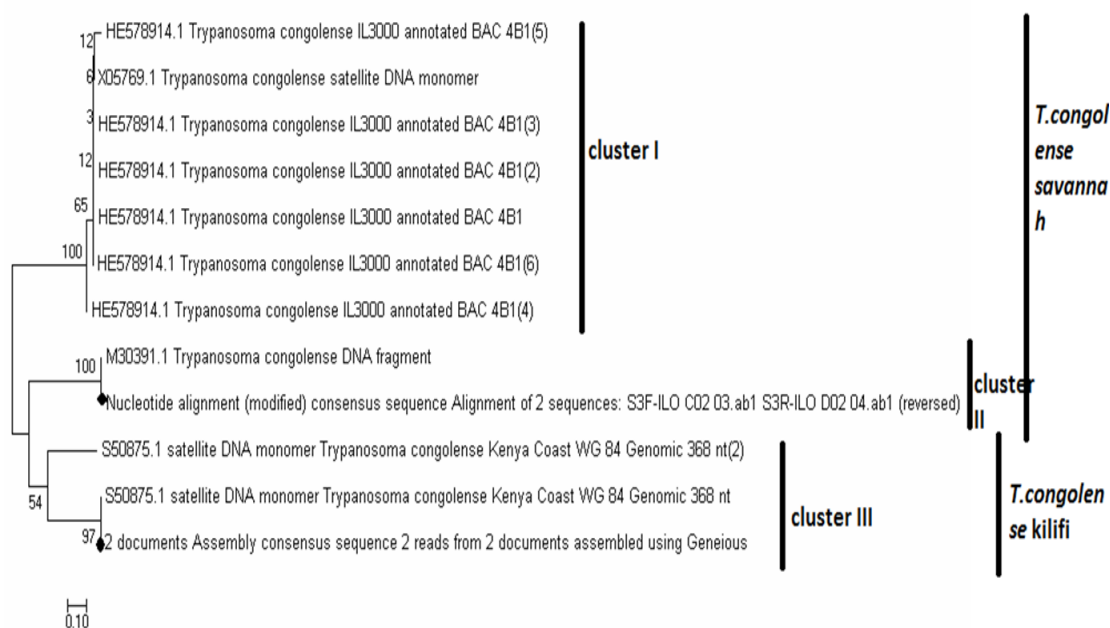 12
HE578914.1 Trypanosoma congolense IL3000 annotated BAC 4B1(5)
6
X05769.1 Trypanosoma congolense satellite DNA monomer
3
HE578914.1 Trypanosoma congolense IL3000 annotated BAC 4B1(3)
12
HE578914.1 Trypanosoma congolense IL3000 annotated BAC 4B1(2)
65
HE578914.1 Trypanosoma congolense IL3000 annotated BAC 4B1
100
HE578914.1 Trypanosoma congolense IL3000 annotated BAC 4B1(6)
HE578914.1 Trypanosoma congolense IL3000 annotated BAC 4B1(4)
cluster I
T.congol
ense
savanna
h
100
M30391.1 Trypanosoma congolense DNA fragment
Nucleotide alignment (modified) consensus sequence Alignment of 2 sequences: S3F-ILO C02 03.ab1 S3R-ILO D02 04.ab1 (reversed)
cluster
II
S50875.1 satellite DNA monomer Trypanosoma congolense Kenya Coast WG 84 Genomic 368 nt(2)
54
S50875.1 satellite DNA monomer Trypanosoma congolense Kenya Coast WG 84 Genomic 368 nt
97
2 documents Assembly consensus sequence 2 reads from 2 documents assembled using Geneious
cluster III
T.congolen
se kilifi
0.10